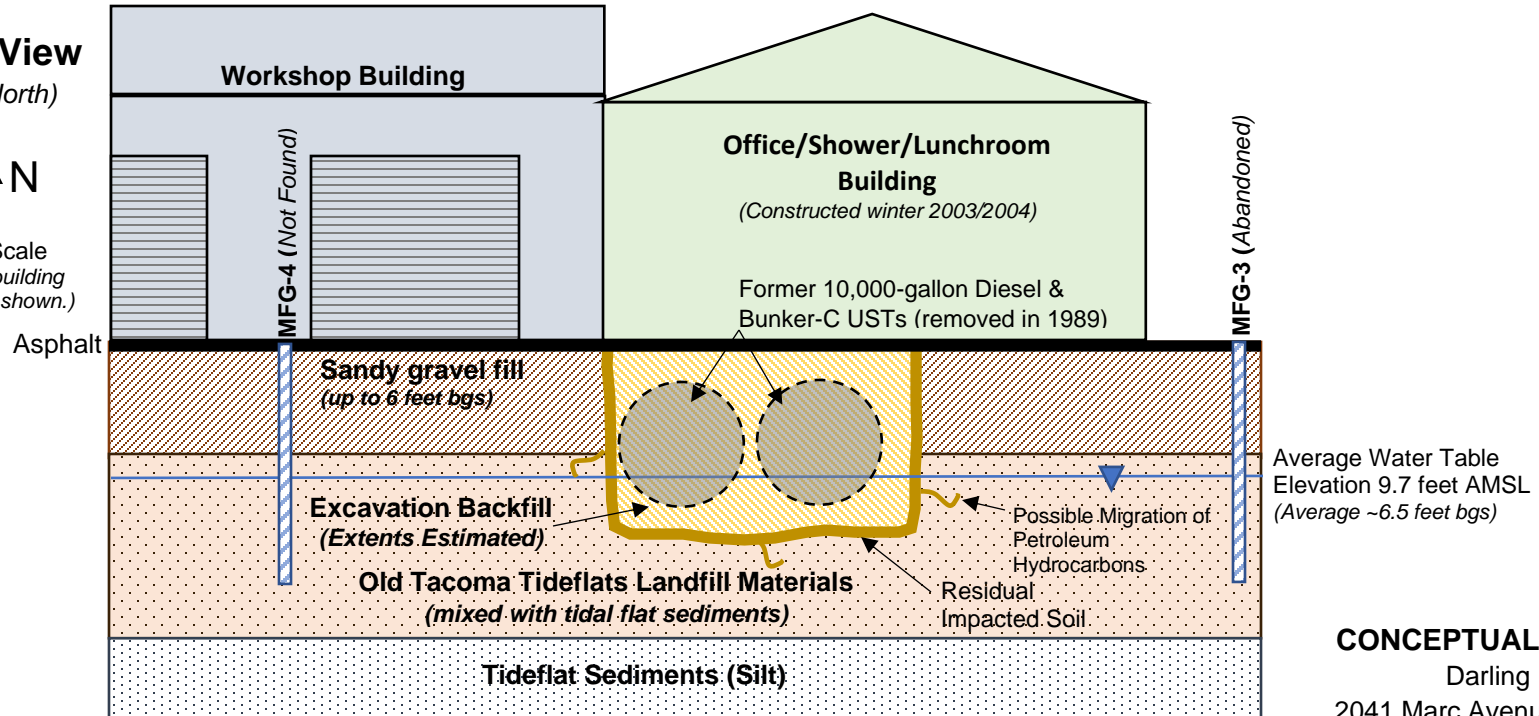 View
North)
N
Scale
building
shown.)
Asphalt
Workshop Building
MFG-4 (Not Found)
Office/Shower/Lunchroom
Building
(Constructed winter 2003/2004)
Former 10,000-gallon Diesel &
Bunker-C USTs (removed in 1989)
MFG-3 (Abandoned)
Sandy gravel fill
(up to 6 feet bgs)
Average Water Table
Elevation 9.7 feet AMSL
(Average ~6.5 feet bgs)
Excavation Backfill
(Extents Estimated)
Possible Migration of
Petroleum
Hydrocarbons
Old Tacoma Tideflats Landfill Materials
(mixed with tidal flat sediments)
Residual
Impacted Soil
Tideflat Sediments (Silt)
CONCEPTUAL
Darling
2041 Marc Avenu